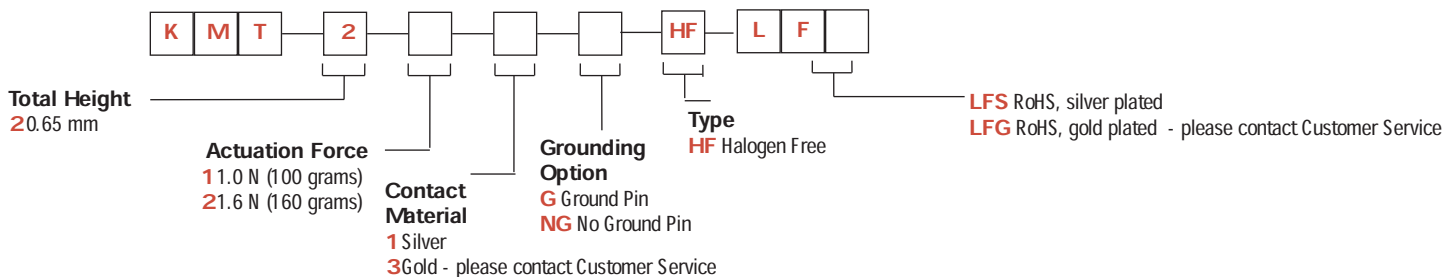 K M T 2 HF L F
Total Height
2 0.65 mm
Actuation Force
1 1.0 N (100 grams)
2 1.6 N (160 grams)
Contact
Material
1 Silver
3 Gold - please contact Customer Service
Grounding
Option
G Ground Pin
NG No Ground Pin
Type
HF Halogen Free
LFS RoHS, silver plated
LFG RoHS, gold plated - please contact Customer Service